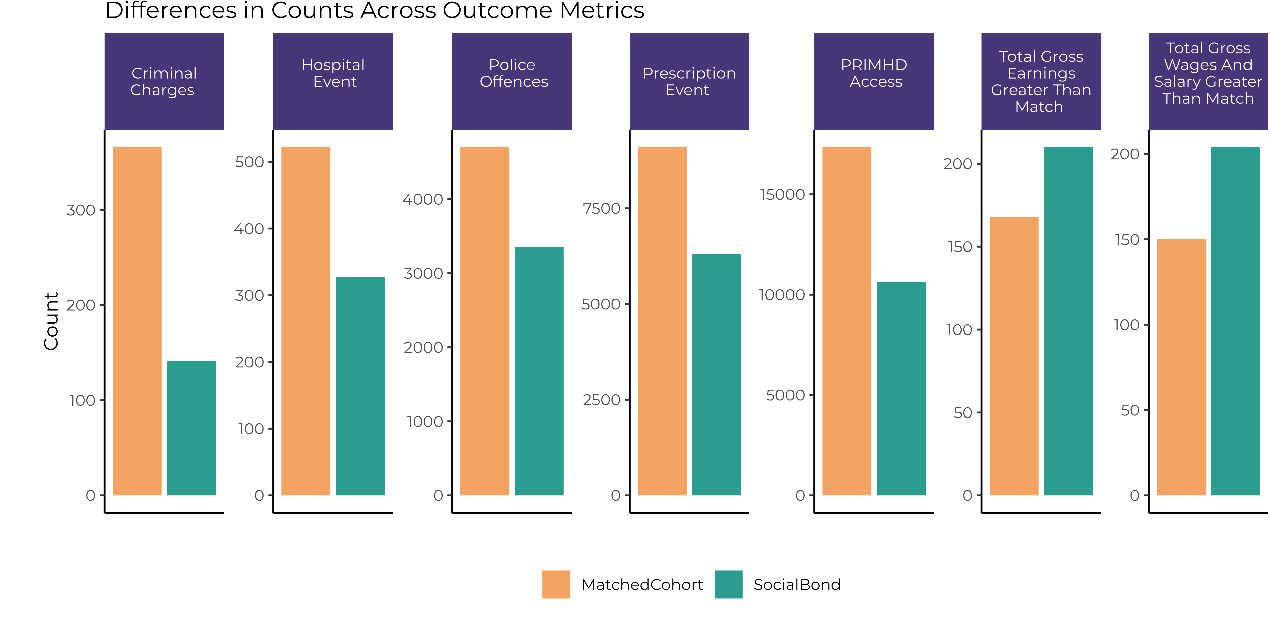 Differences in Counts Across Outcome Metrics
Criminal
Charges
Hospital
Event
Police
Offences
Prescription
Event
PRIMHD
Access
Total Gross
Earnings
Greater Than
Match
Total Gross
Wages And
Salary Greater
Than Match
Count
300
200
100
0
500
400
300
200
100
0
4000
3000
2000
1000
0
7500
5000
2500
0
15000
10000
5000
0
200
150
100
50
0
200
150
100
50
0
MatchedCohort
SocialBond